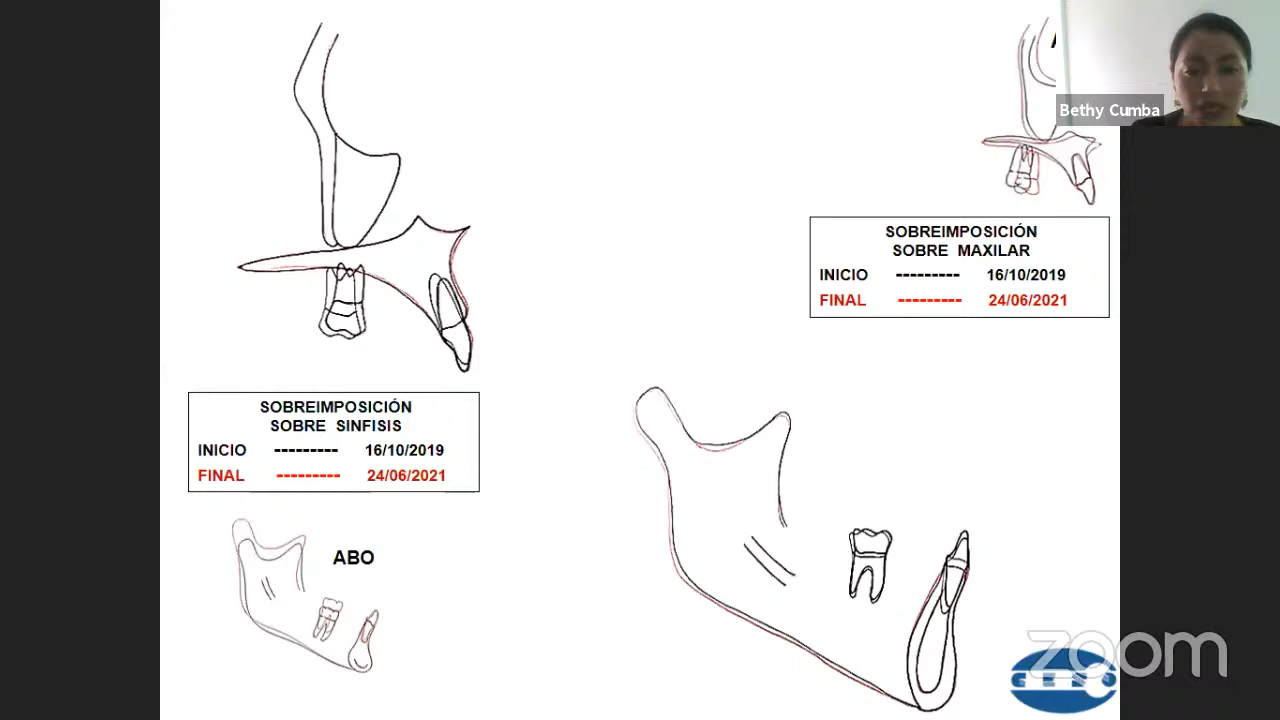 Bethy Cumba
SOBREIMPOSICIÓN
SOBRE MAXILAR
INICIO --------- 16/10/2019
FINAL --------- 24/06/2021
SOBREIMPOSICIÓN
SOBRE SINFISIS
INICIO --------- 16/10/2019
FINAL --------- 24/06/2021
ABO
zoom